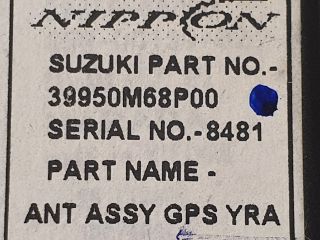 NIPPON
SUZUKI PART NO.-
39950M68P00
SERIAL NO.-8481
PART NAME -
ANT ASSY GPS YRA